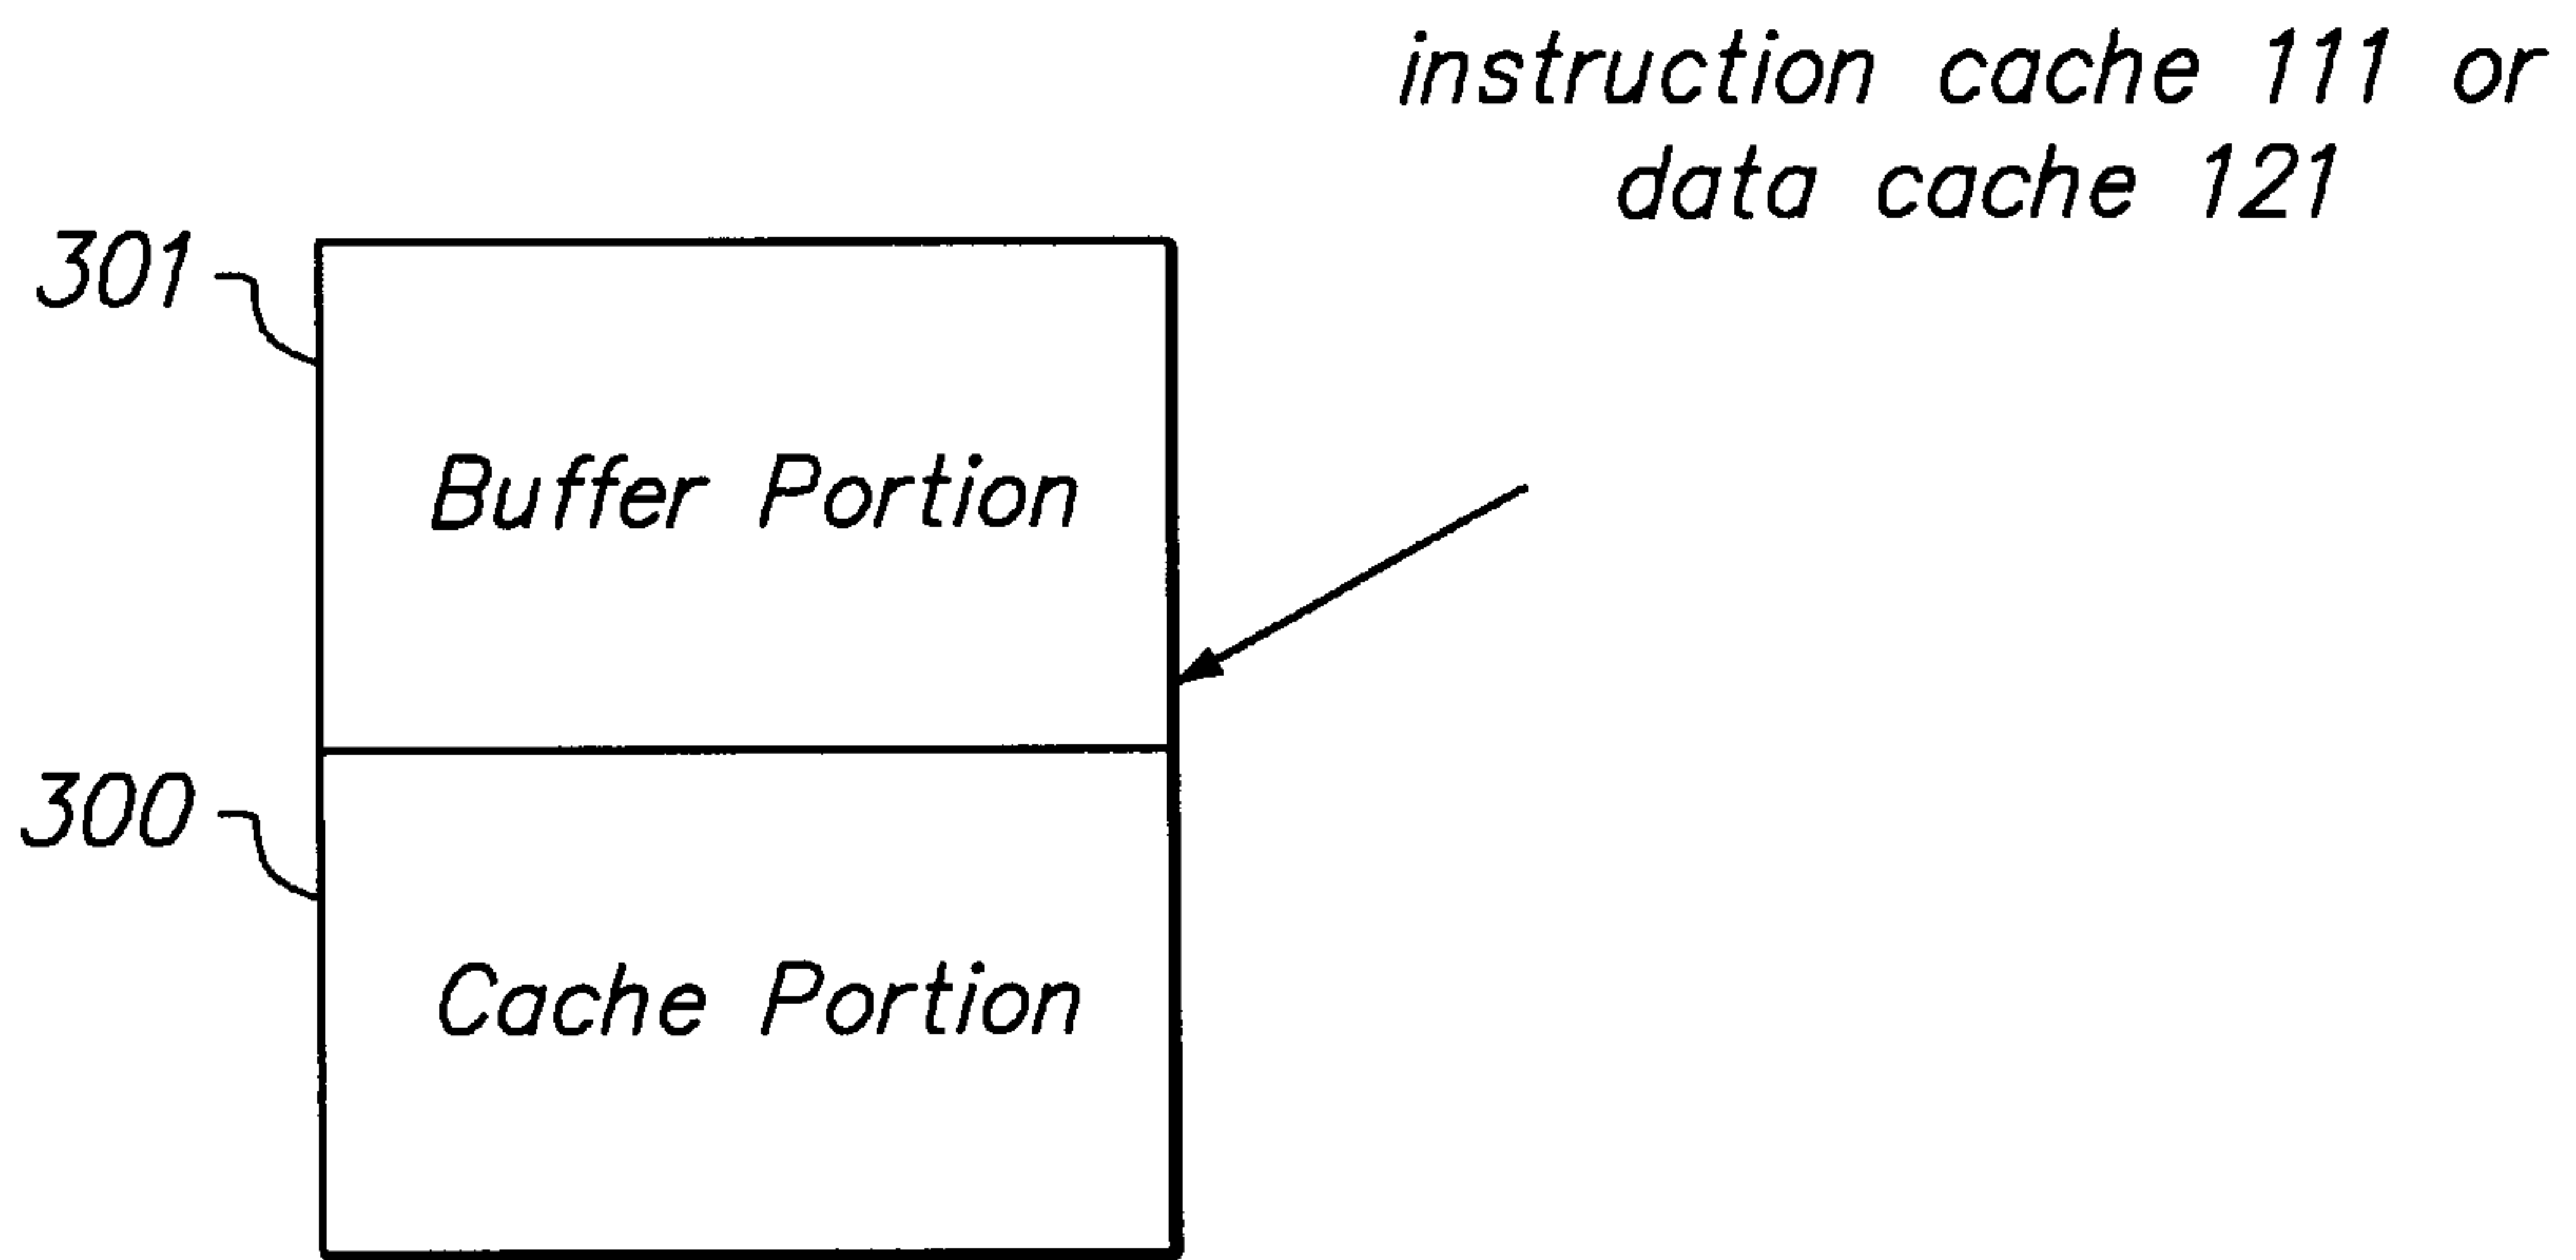 instruction cache 111 or
data cache 121
301
Buffer Portion
300
Cache Portion